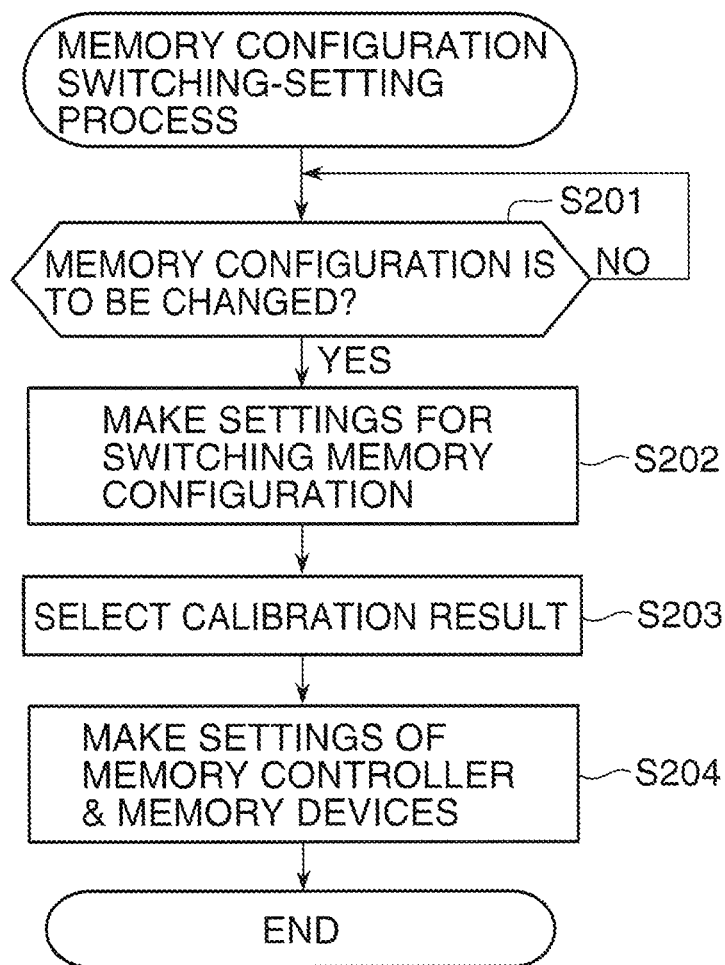 MEMORY CONFIGURATION
SWITCHING-SETTING
PROCESS
S201
MEMORY CONFIGURATION IS
TO BE CHANGED?
NO
YES
MAKE SETTINGS FOR
SWITCHING MEMORY
CONFIGURATION
S202
SELECT CALIBRATION RESULT
S203
MAKE SETTINGS OF
MEMORY CONTROLLER
& MEMORY DEVICES
S204
END